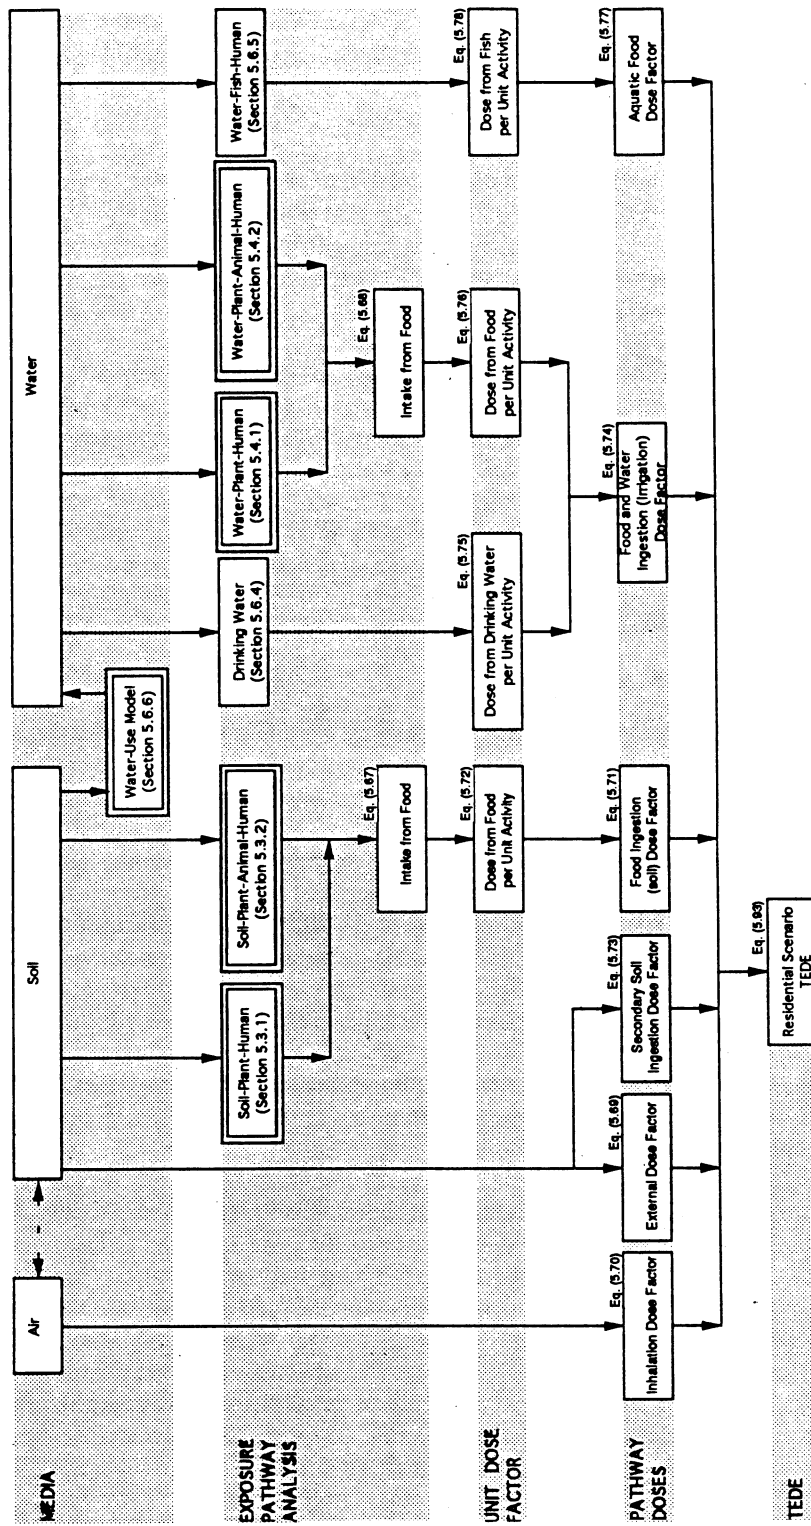 MEDIA
Air
Soil
Water
Water-Use Model
(Section 5.6.6)
EXPOSURE
PATHWAY
ANALYSIS
Soil-Plant-Human
(Section 5.3.1)
Soil-Plant-Animal-Human
(Section 5.3.2)
Drinking Water
(Section 5.6.4)
Water-Plant-Human
(Section 5.4.1)
Water-Plant-Animal-Human
(Section 5.4.2)
Water-Fish-Human
(Section 5.6.5)
Eq. (5.67)
Intake from Food
Eq. (5.68)
Intake from Food
UNIT DOSE
FACTOR
Eq. (5.72)
Dose from Food
per Unit Activity
Eq. (5.75)
Dose from Drinking Water
per Unit Activity
Eq. (5.76)
Dose from Food
per Unit Activity
Eq. (5.78)
Dose from Fish
per Unit Activity
PATHWAY
DOSES
Eq. (5.70)
Inhalation Dose Factor
Eq. (5.69)
External Dose Factor
Eq. (5.73)
Secondary Soil
Ingestion Dose Factor
Eq. (5.71)
Food Ingestion
(soil) Dose Factor
Eq. (5.74)
Food and Water
Ingestion (Irrigation)
Dose Factor
Eq. (5.77)
Aquatic Food
Dose Factor
TEDE
Eq. (5.93)
Residential Scenario
TEDE